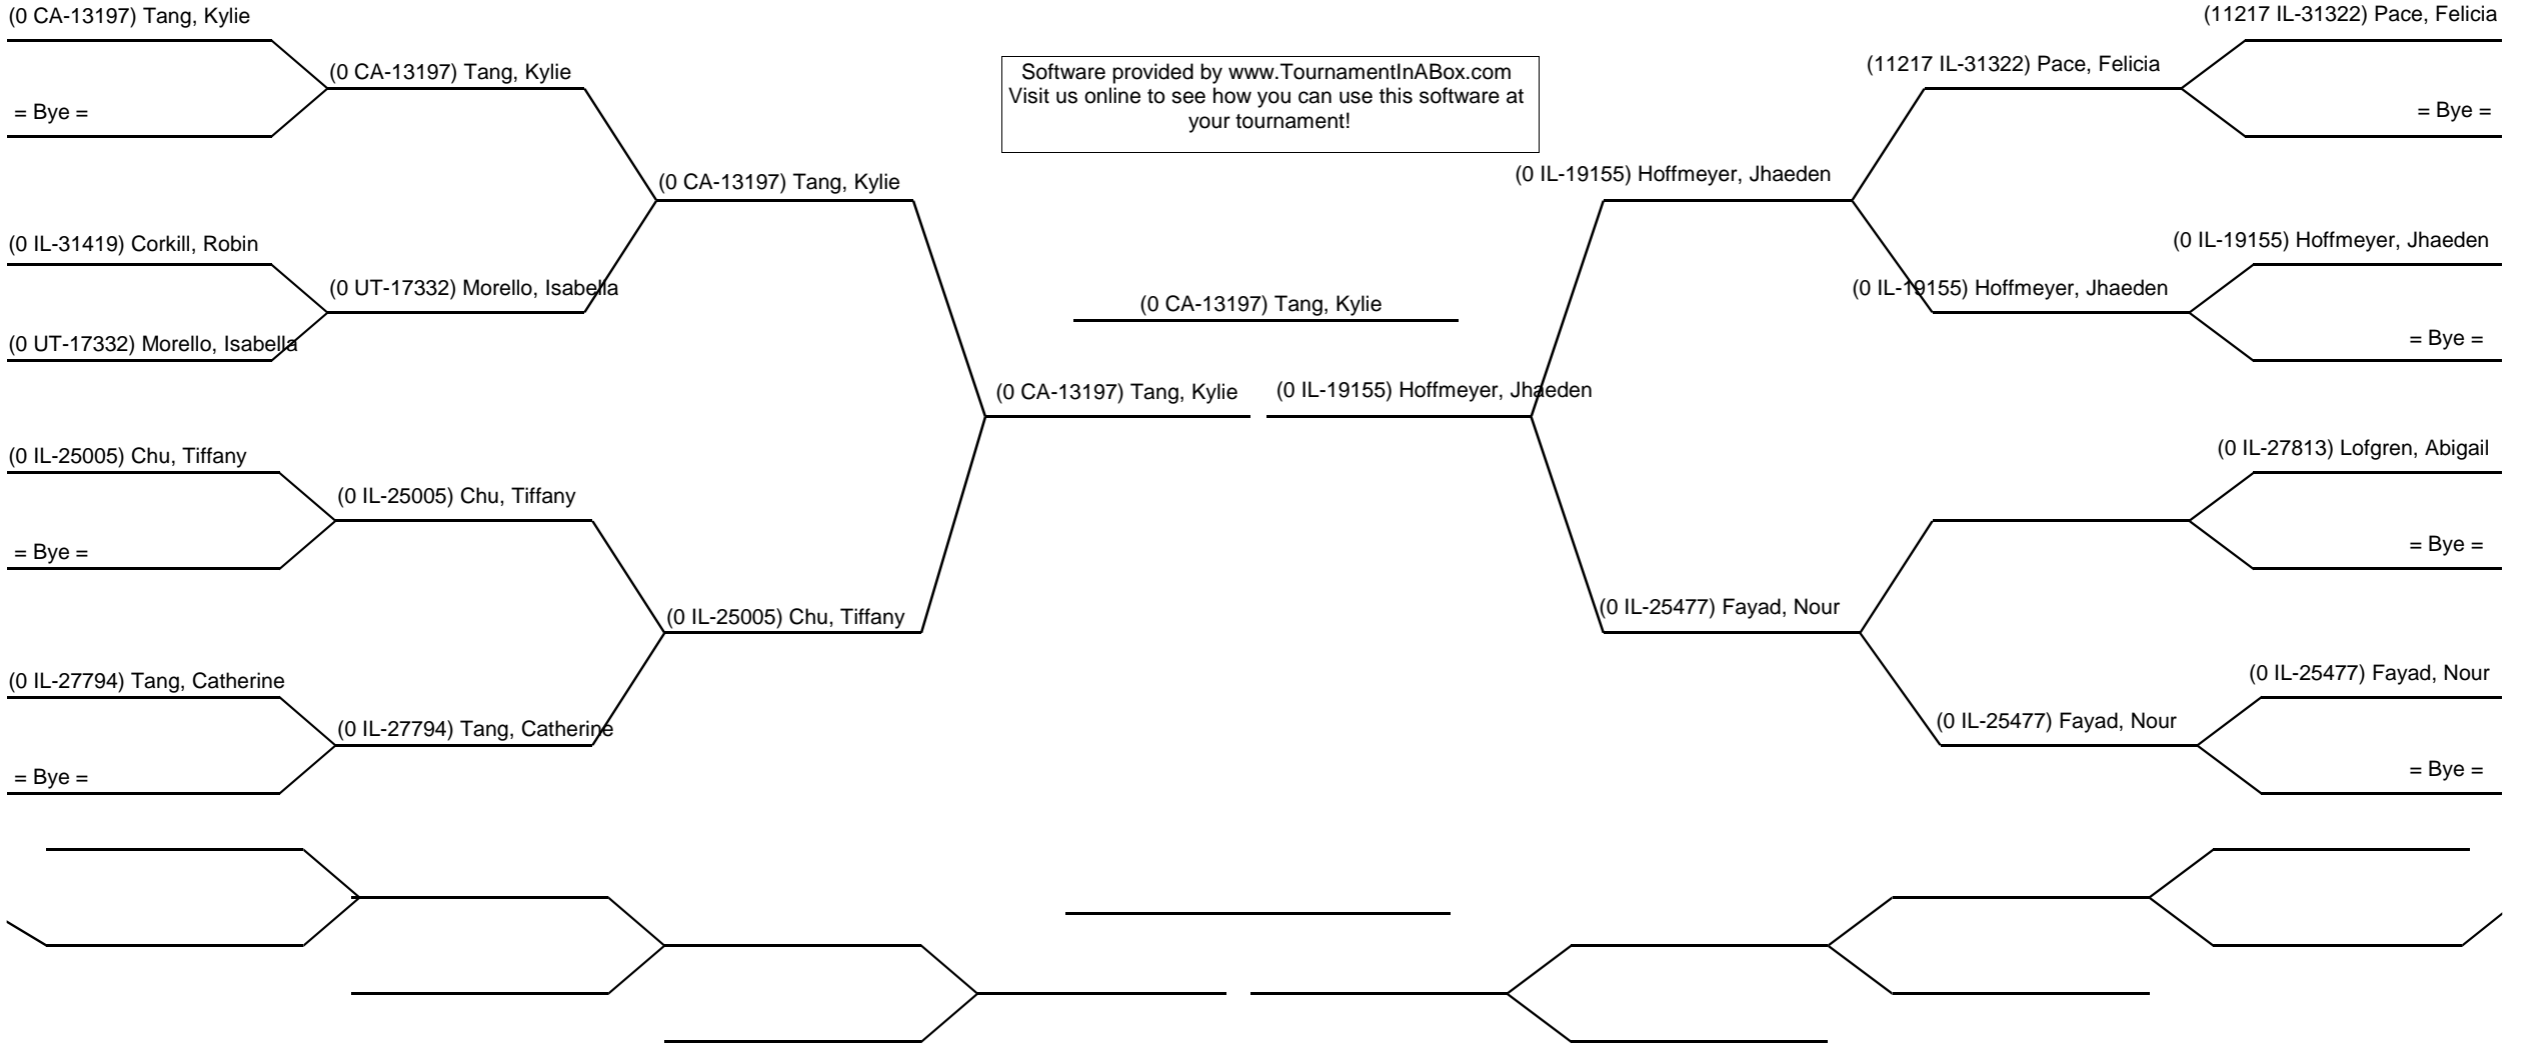 (0 CA-13197) Tang, Kylie
= Bye =
(0 IL-31419) Corkill, Robin
(0 UT-17332) Morello, Isabella
(0 IL-25005) Chu, Tiffany
= Bye =
(0 IL-27794) Tang, Catherine
= Bye =
(0 CA-13197) Tang, Kylie
(0 UT-17332) Morello, Isabella
(0 IL-25005) Chu, Tiffany
(0 IL-27794) Tang, Catherine
(0 CA-13197) Tang, Kylie
(0 IL-25005) Chu, Tiffany
(0 CA-13197) Tang, Kylie
Software provided by www.TournamentInABox.com
Visit us online to see how you can use this software at
your tournament!
(0 CA-13197) Tang, Kylie
(0 IL-19155) Hoffmeyer, Jhaeden
(0 IL-19155) Hoffmeyer, Jhaeden
(0 IL-25477) Fayad, Nour
(11217 IL-31322) Pace, Felicia
(0 IL-19155) Hoffmeyer, Jhaeden
(0 IL-25477) Fayad, Nour
(11217 IL-31322) Pace, Felicia
= Bye =
(0 IL-19155) Hoffmeyer, Jhaeden
= Bye =
(0 IL-27813) Lofgren, Abigail
= Bye =
(0 IL-25477) Fayad, Nour
= Bye =